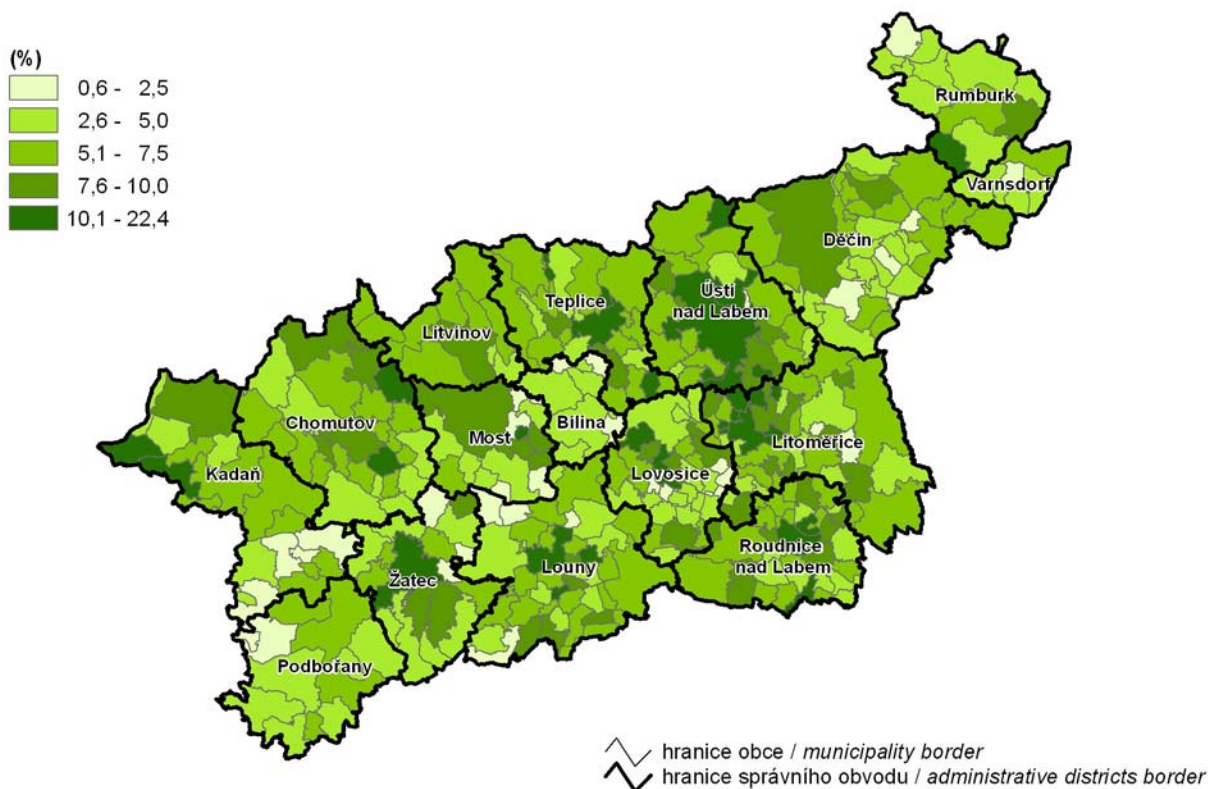 (%)
0,6 - 2,5
2,6 - 5,0
5,1 - 7,5
7,6 - 10,0
10,1 - 22,4
Rumburk
Varnsdorf
Děčín
Ústí
nad Labem
Teplice
Litvínov
Chomutov
Most
Bílina
Litoměřice
Lovosice
Kadaň
Roudnice
nad Labem
Louny
Žatec
Podbořany
hranice obce / municipality border
hranice správního obvodu / administrative districts border